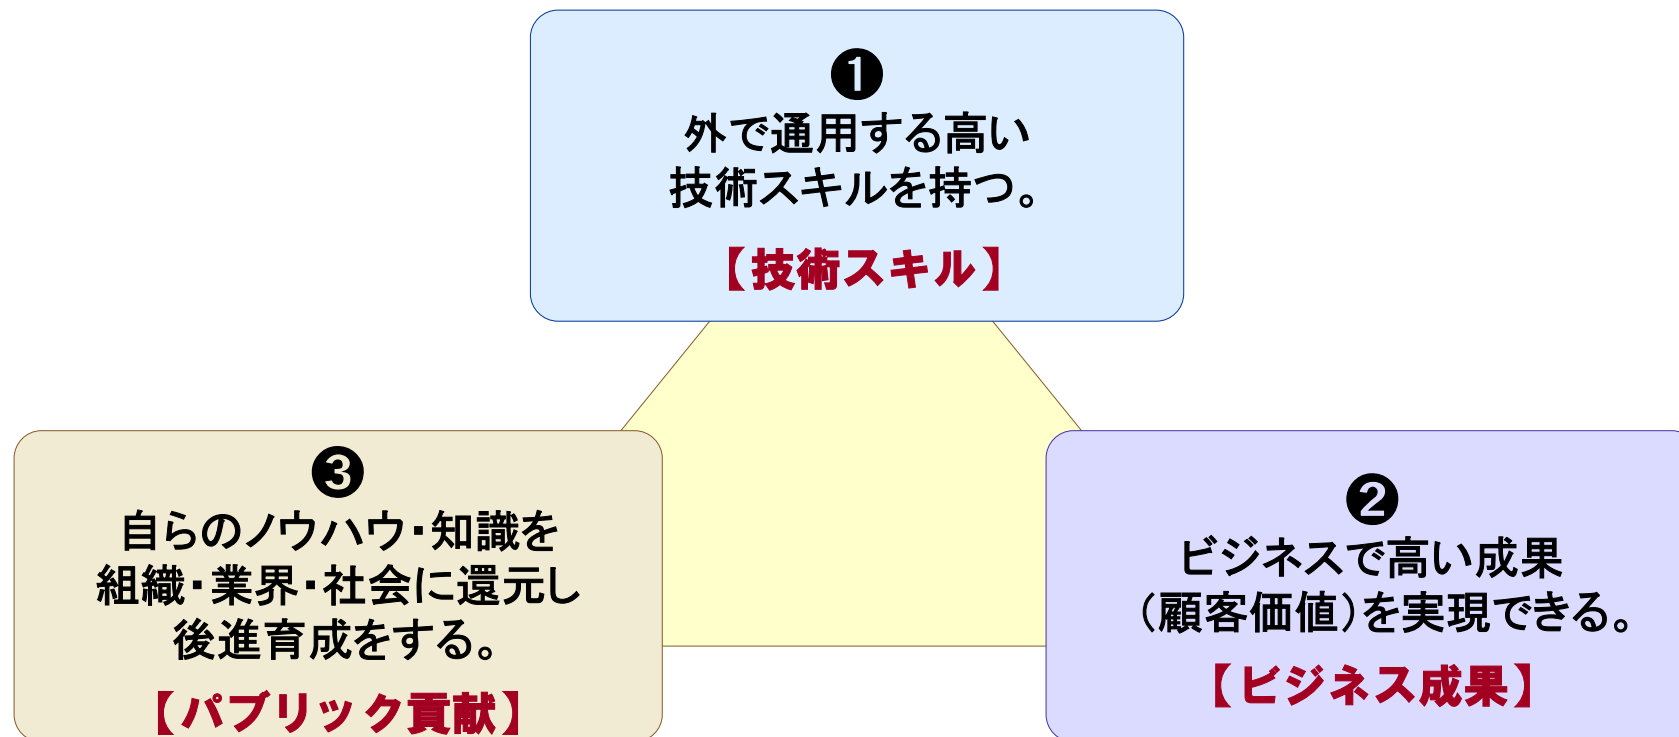 ❶
外で通用する高い
技術スキルを持つ。
【技術スキル】
❷
ビジネスで高い成果
（顧客価値）を実現できる。
【ビジネス成果】
❸
自らのノウハウ・知識を
組織・業界・社会に還元し
後進育成をする。
【パブリック貢献】